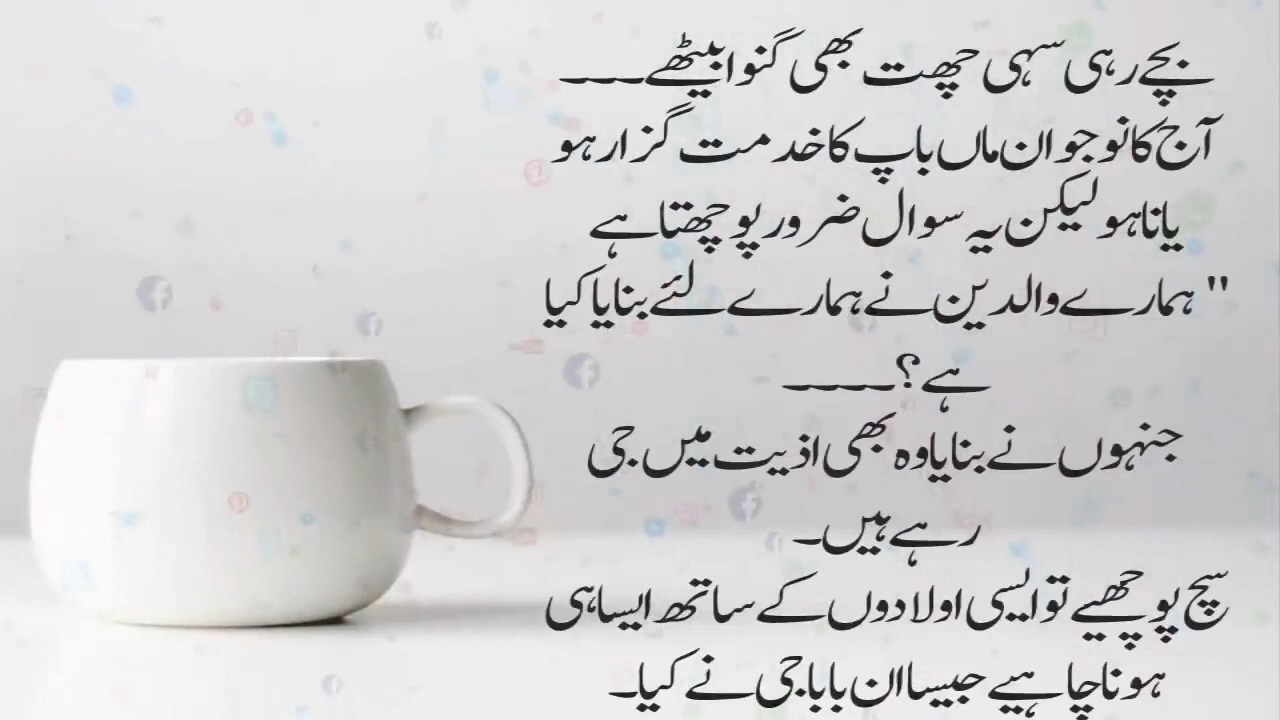 بچے رہی سہی چھت بھی گنوا بیٹھے۔۔۔۔
آج کا نوجوان ماں باپ کا خدمت گزار ہو
یا نا ہو لیکن یہ سوال ضرور پوچھتا ہے
" ہمارے والدین نے ہمارے لئے بنایا کیا
ہے ؟۔۔۔۔۔
جنہوں نے بنایا وہ بھی اذیت میں جی
رہے ہیں۔
سچ پوچھیے تو ایسی اولادوں کے ساتھ ایسا ہی
ہونا چاہیے جیسا ان بابا جی نے کیا۔